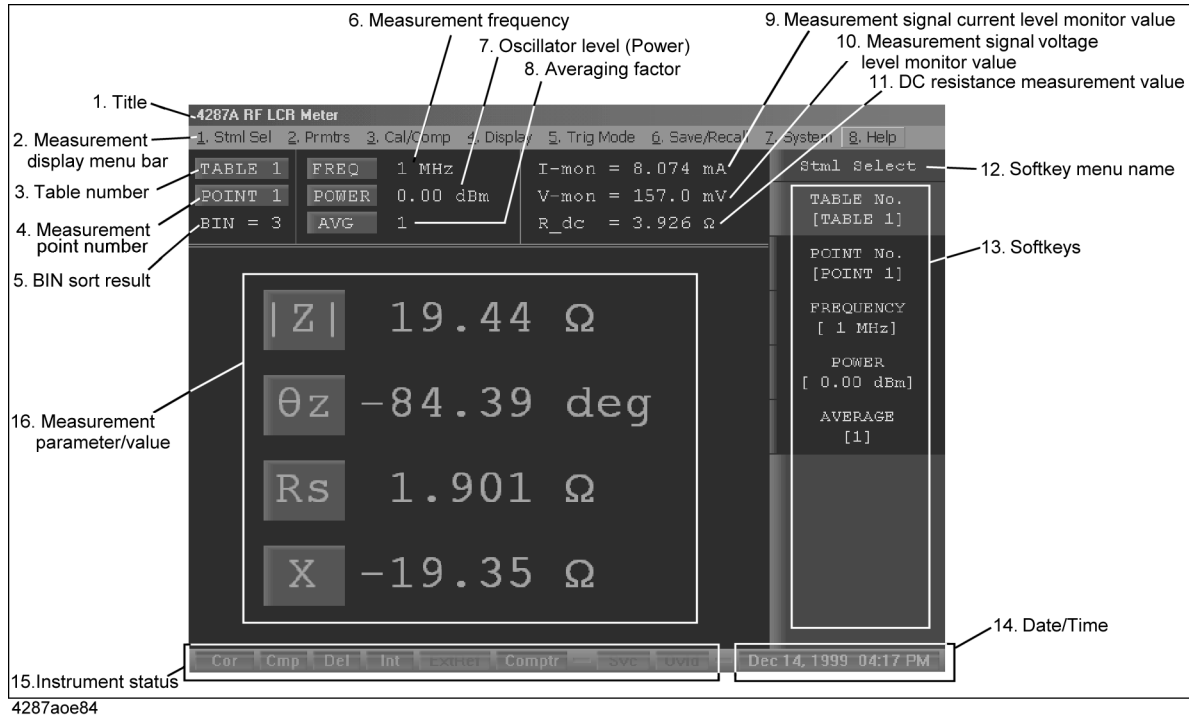 6. Measurement frequency
7. Oscillator level (Power)
8. Averaging factor
9. Measurement signal current level monitor value
10. Measurement signal voltage
level monitor value
11. DC resistance measurement value
1. Title
2. Measurement
display menu bar
3. Table number
4. Measurement
point number
5. BIN sort result
4287A RF LCR Meter
1. Stml Sel 2. Prmtrs 3. Cal/Comp 4. Display 5. Trig Mode 6. Save/Recall 7. System 8. Help
TABLE 1 FREQ 1 MHz I-mon = 8.074 mA
POINT 1 POWER 0.00 dBm V-mon = 157.0 mV
BIN = 3 AVG 1 R_dc = 3.926 Ω
Stml Select
TABLE No.
[TABLE 1]
POINT No.
[POINT 1]
FREQUENCY
[ 1 MHz]
POWER
[ 0.00 dBm]
AVERAGE
[1]
12. Softkey menu name
13. Softkeys
|Z| 19.44 Ω
θz -84.39 deg
Rs 1.901 Ω
X -19.35 Ω
16. Measurement
parameter/value
14. Date/Time
Cor Cmp Del Int ExtRef Comptr --- Svc Ovld Dec 14, 1999 04:17 PM
15.Instrument status
4287aoe84